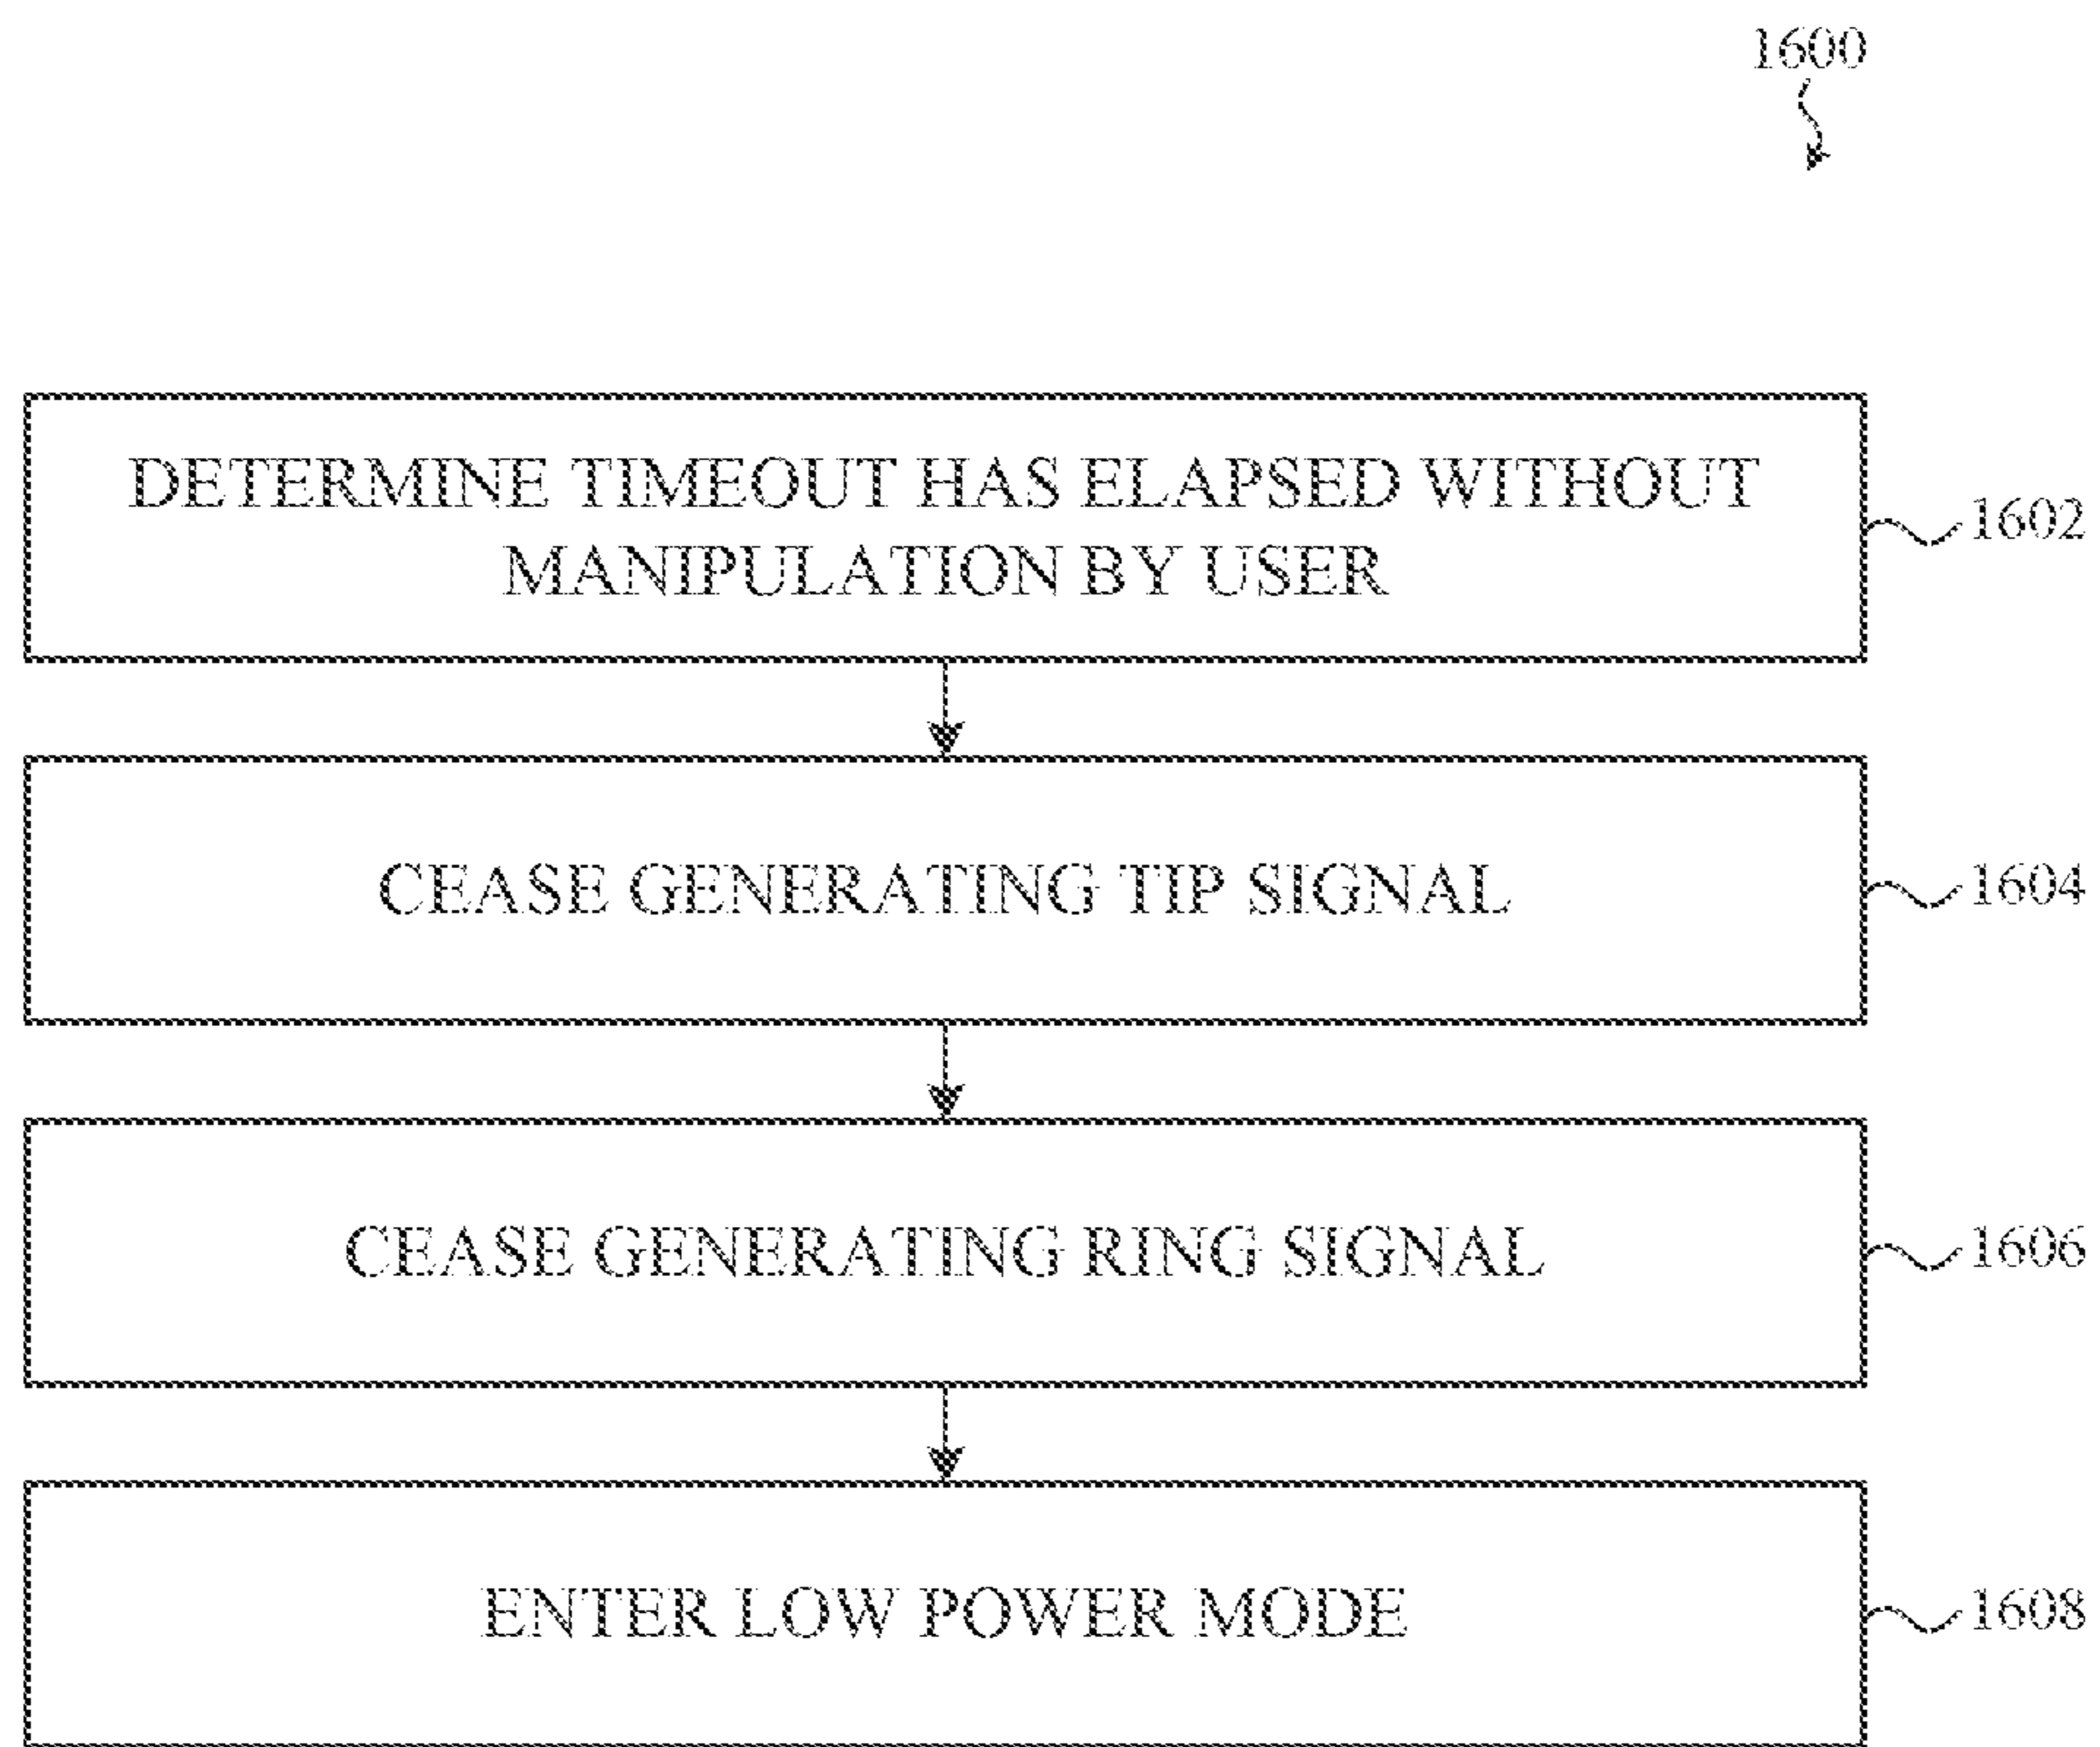 1600
DETERMINE TIMEOUT HAS ELAPSED WITHOUT
MANIPULATION BY USER
1602
CEASE GENERATING TIP SIGNAL
1604
CEASE GENERATING RING SIGNAL
1606
ENTER LOW POWER MODE
1608